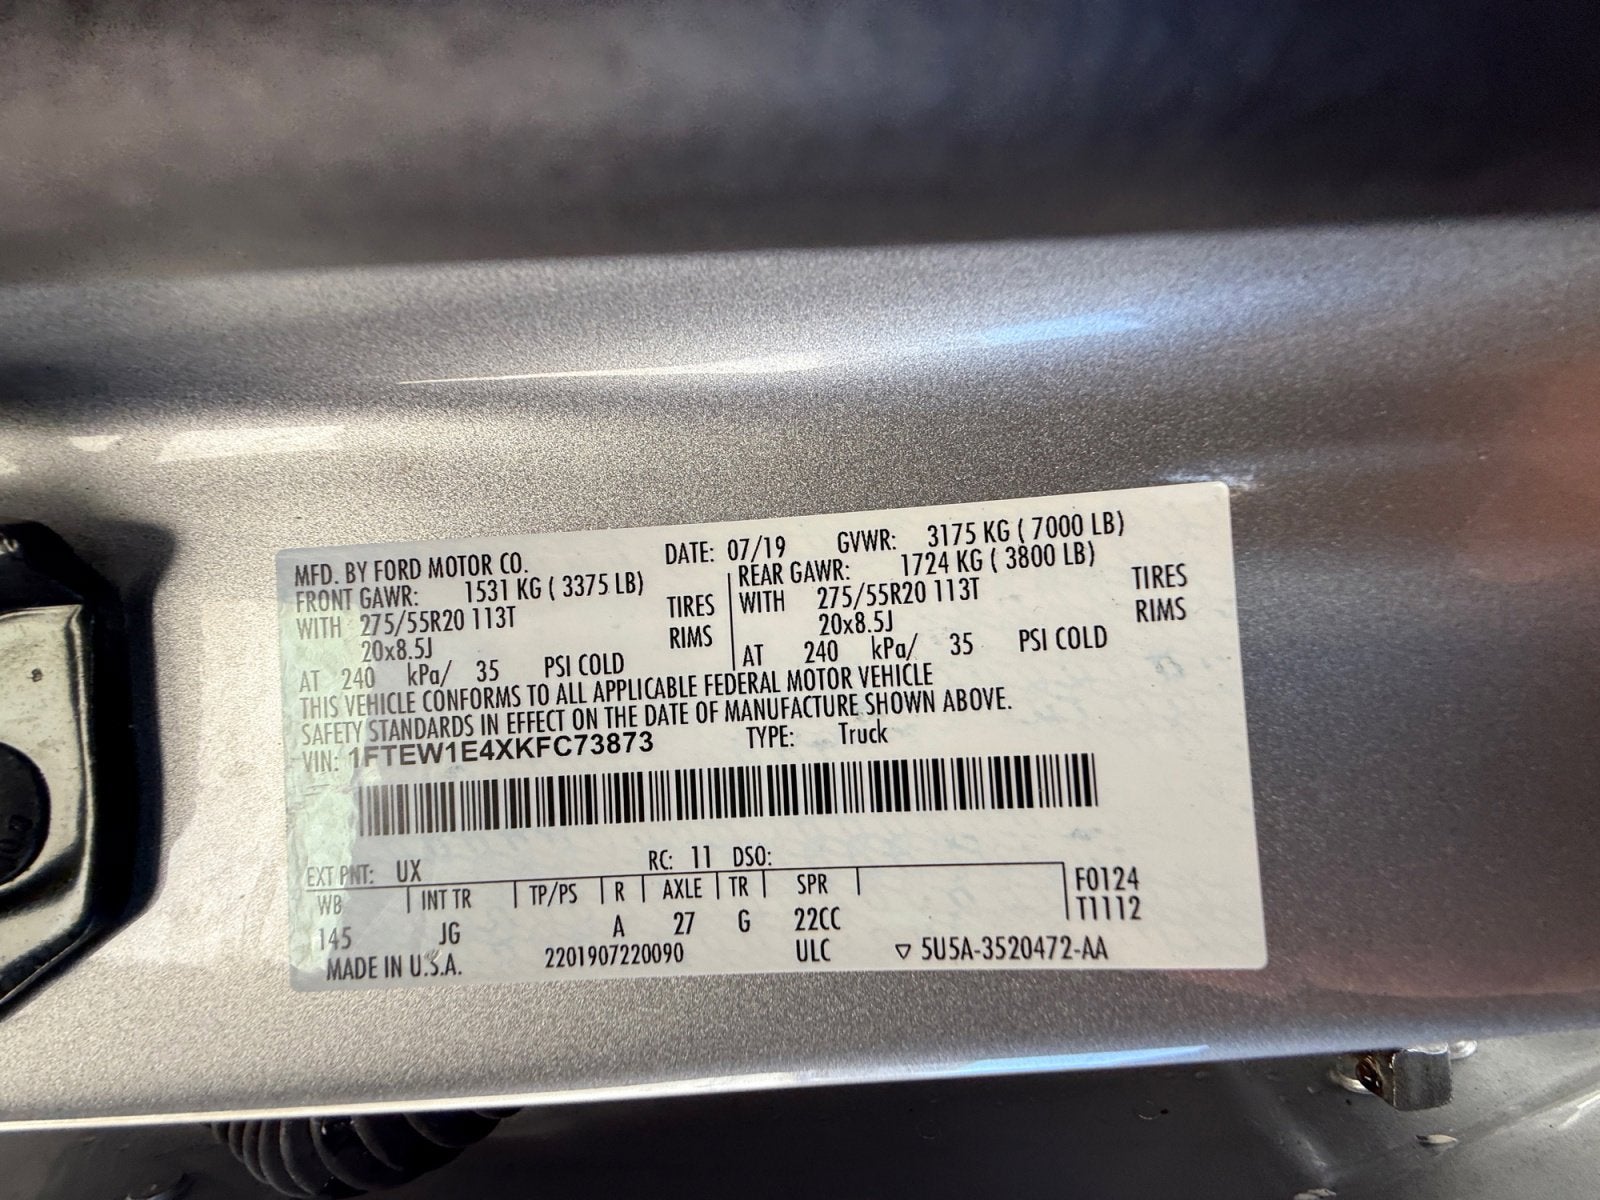 MFD. BY FORD MOTOR CO. DATE: 07/19 GVWR: 3175 KG ( 7000 LB)
FRONT GAWR: 1531 KG ( 3375 LB) REAR GAWR: 1724 KG ( 3800 LB)
WITH 275/55R20 113T TIRES WITH 275/55R20 113T TIRES
20x8.5J RIMS 20x8.5J RIMS
AT 240 kPa/ 35 PSI COLD AT 240 kPa/ 35 PSI COLD
THIS VEHICLE CONFORMS TO ALL APPLICABLE FEDERAL MOTOR VEHICLE
SAFETY STANDARDS IN EFFECT ON THE DATE OF MANUFACTURE SHOWN ABOVE.
VIN: 1FTEW1E4XKFC73873 TYPE: Truck
EXT PNT: UX RC: 11 DSO:
WB INT TR TP/PS R AXLE TR SPR F0124
145 JG A 27 G 22CC T1112
MADE IN U.S.A. 2201907220090 ULC ▽ 5U5A-3520472-AA